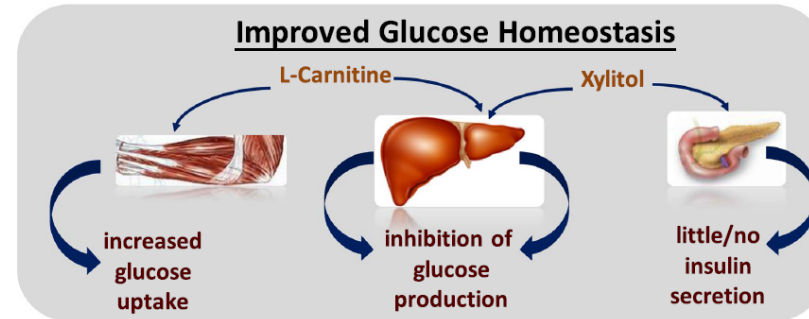 Improved Glucose Homeostasis
L-Carnitine
Xylitol
increased
glucose
uptake
inhibition of
glucose
production
little/no
insulin
secretion